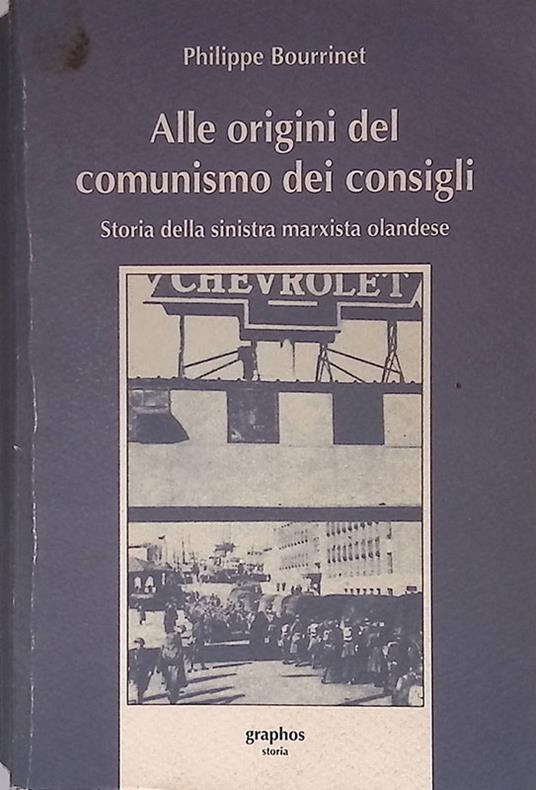 Philippe Bourrinet
Alle origini del
comunismo dei consigli
Storia della sinistra marxista olandese
CHEVROLET
graphos
storia